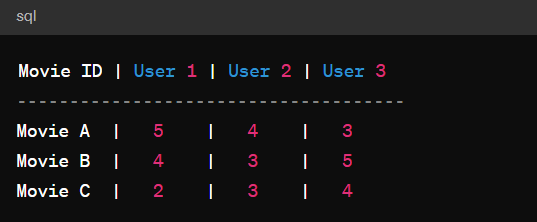 sql
Movie ID | User 1 | User 2 | User 3
-------------------------------------
Movie A  |   5    |   4    |   3
Movie B  |   4    |   3    |   5
Movie C  |   2    |   3    |   4